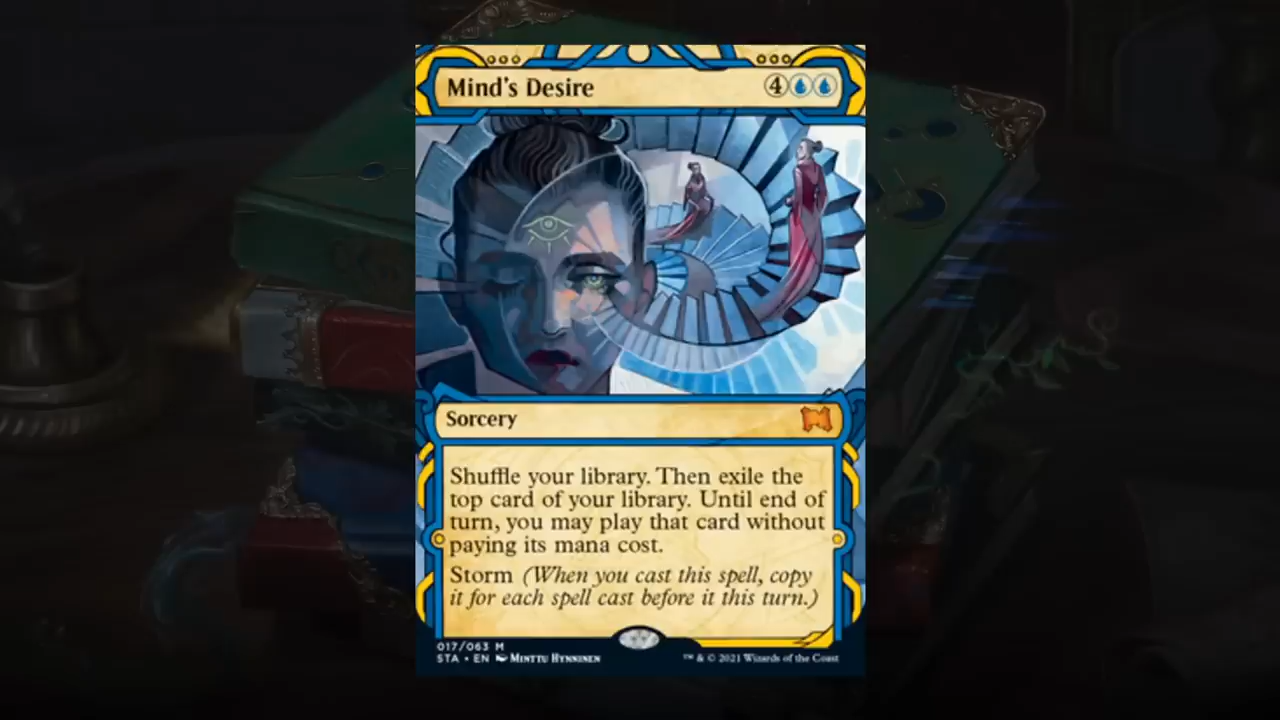 Mind's Desire 4
Sorcery
Shuffle your library. Then exile the
top card of your library. Until end of
turn, you may play that card without
paying its mana cost.
Storm (When you cast this spell, copy
it for each spell cast before it this turn.)
017/063 M
STA • EN Minttu Hynninen
™ & © 2021 Wizards of the Coast